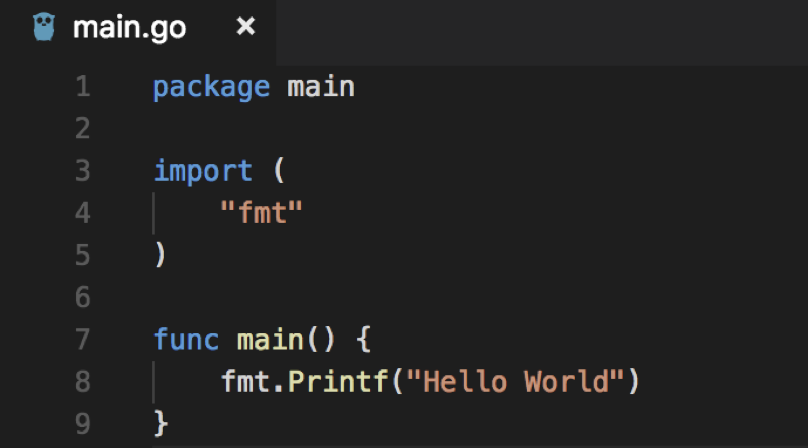 main.go ×
1 package main
2
3 import (
4     "fmt"
5 )
6
7 func main() {
8     fmt.Printf("Hello World")
9 }